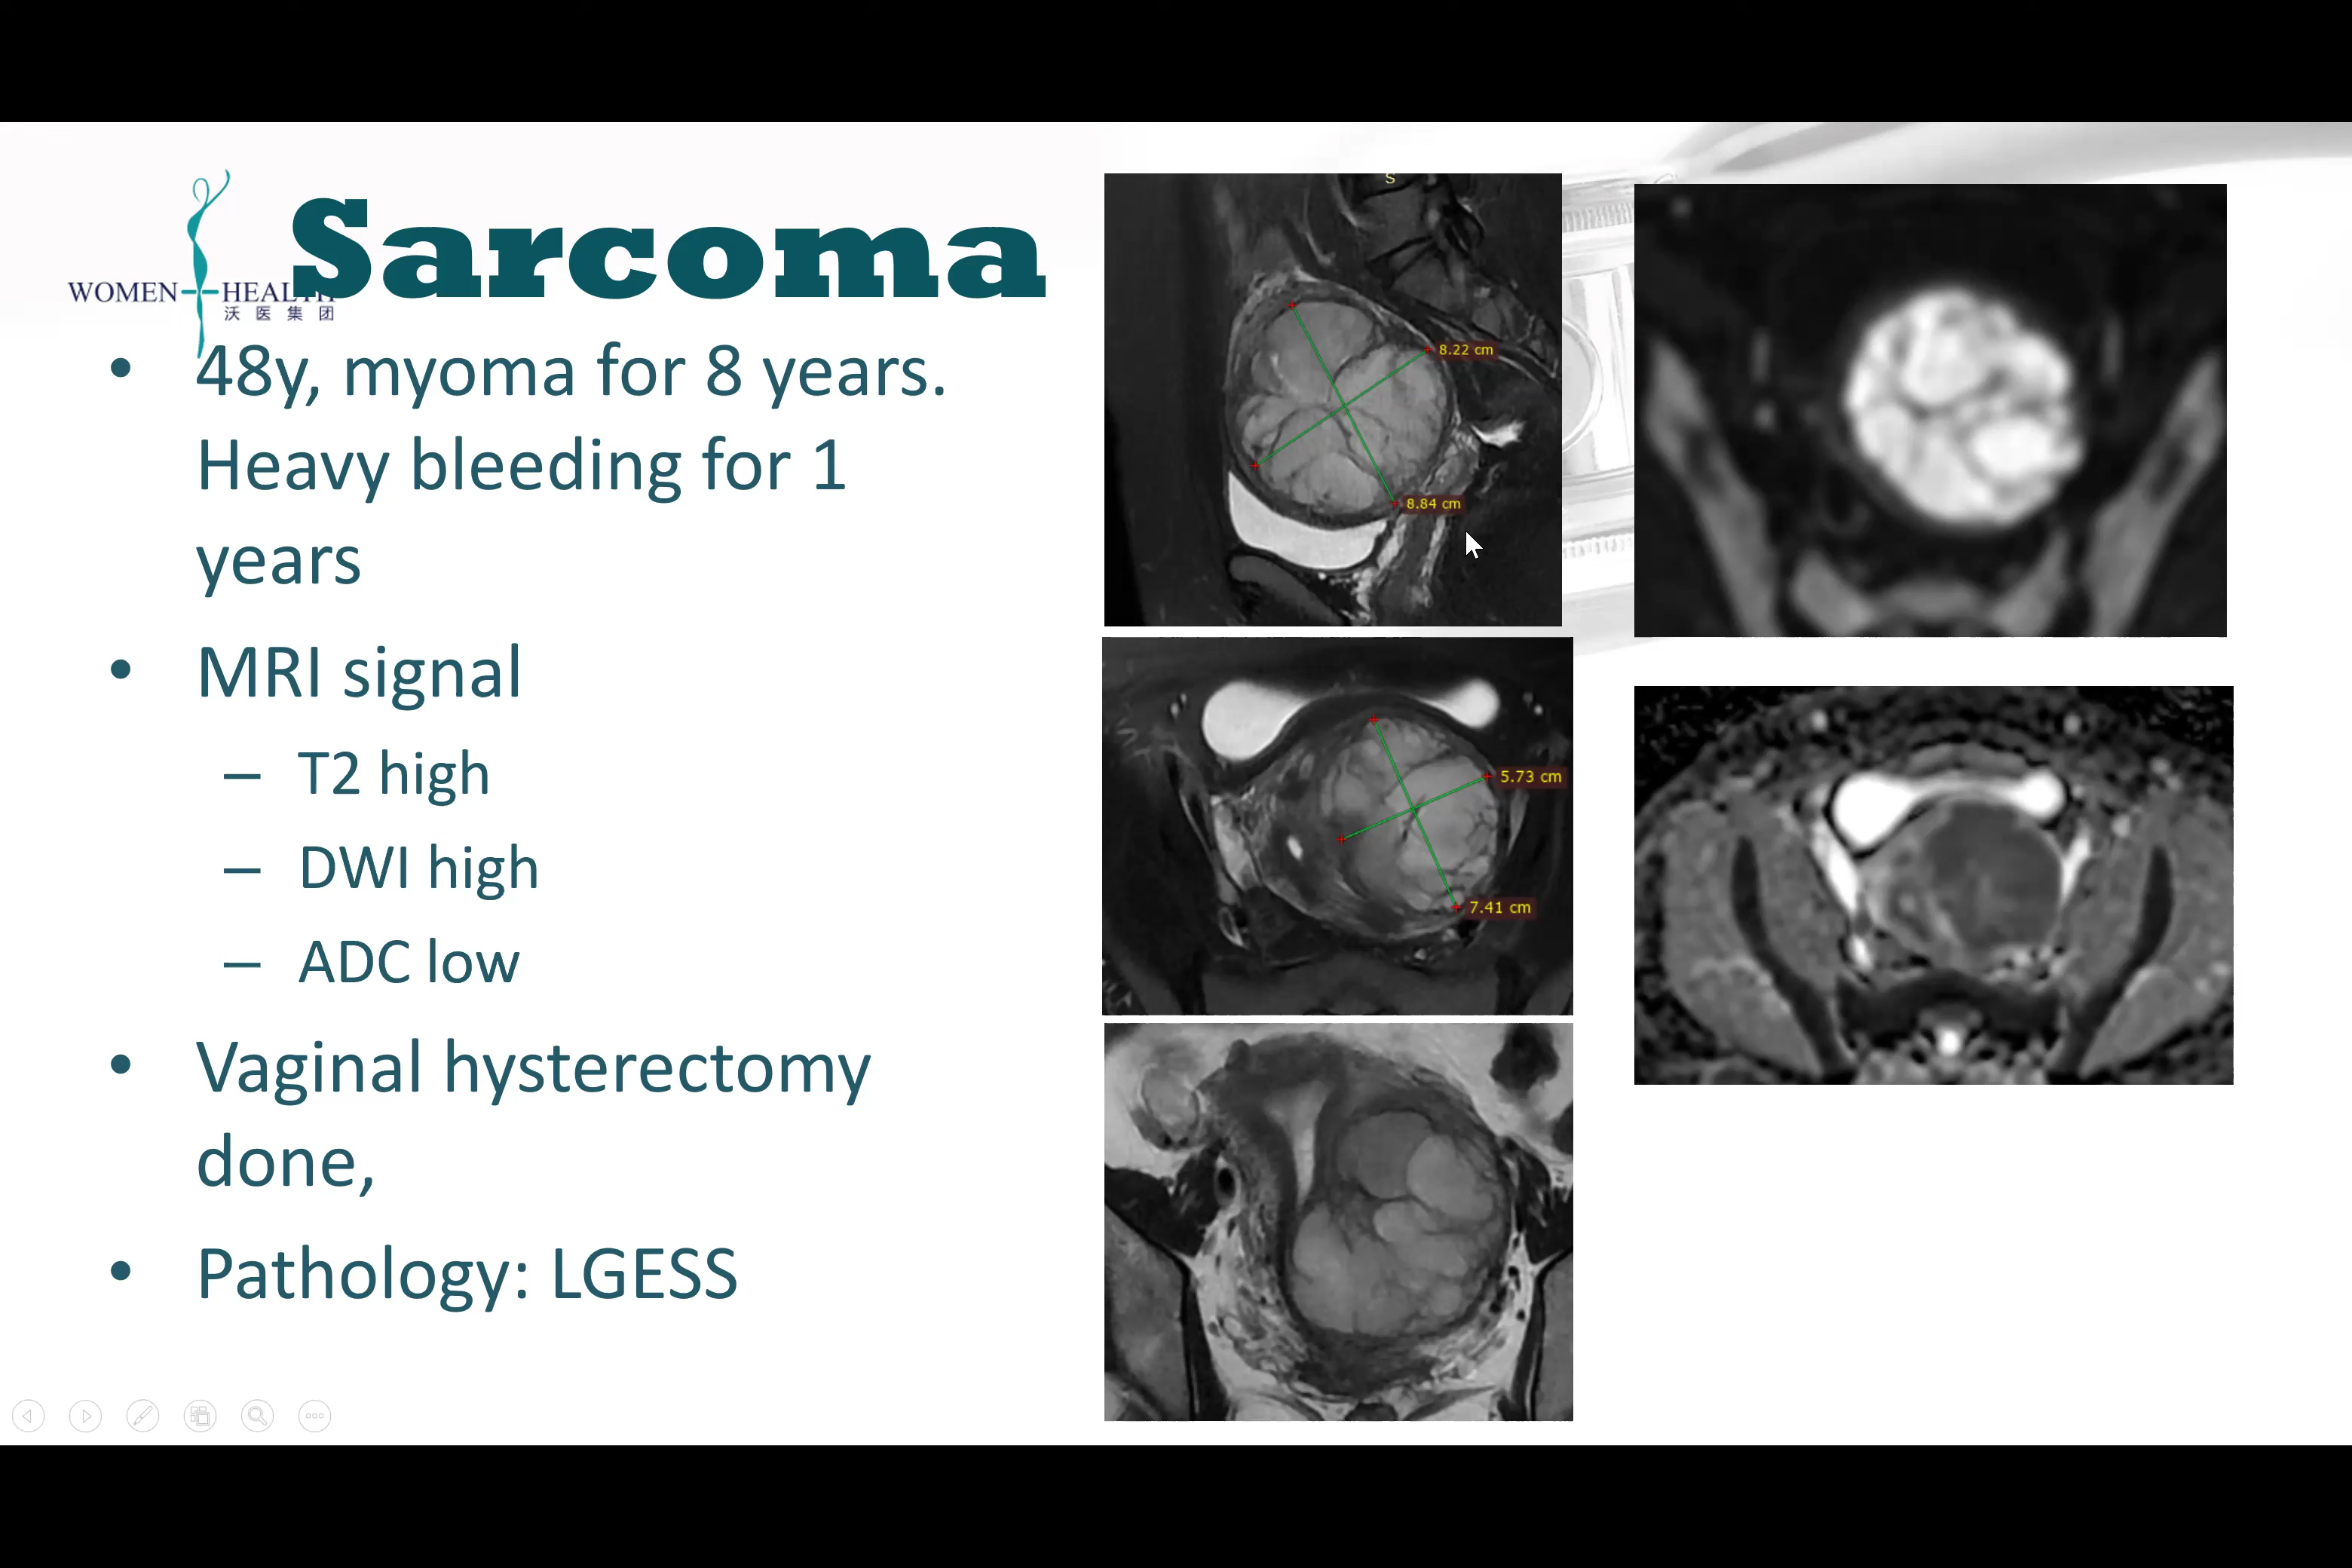 Sarcoma
WOMEN HEALTH
沃医集团
• 48y, myoma for 8 years.
Heavy bleeding for 1
years
• MRI signal
– T2 high
– DWI high
– ADC low
• Vaginal hysterectomy
done,
• Pathology: LGESS
S
8.22 cm
8.84 cm
5.73 cm
7.41 cm